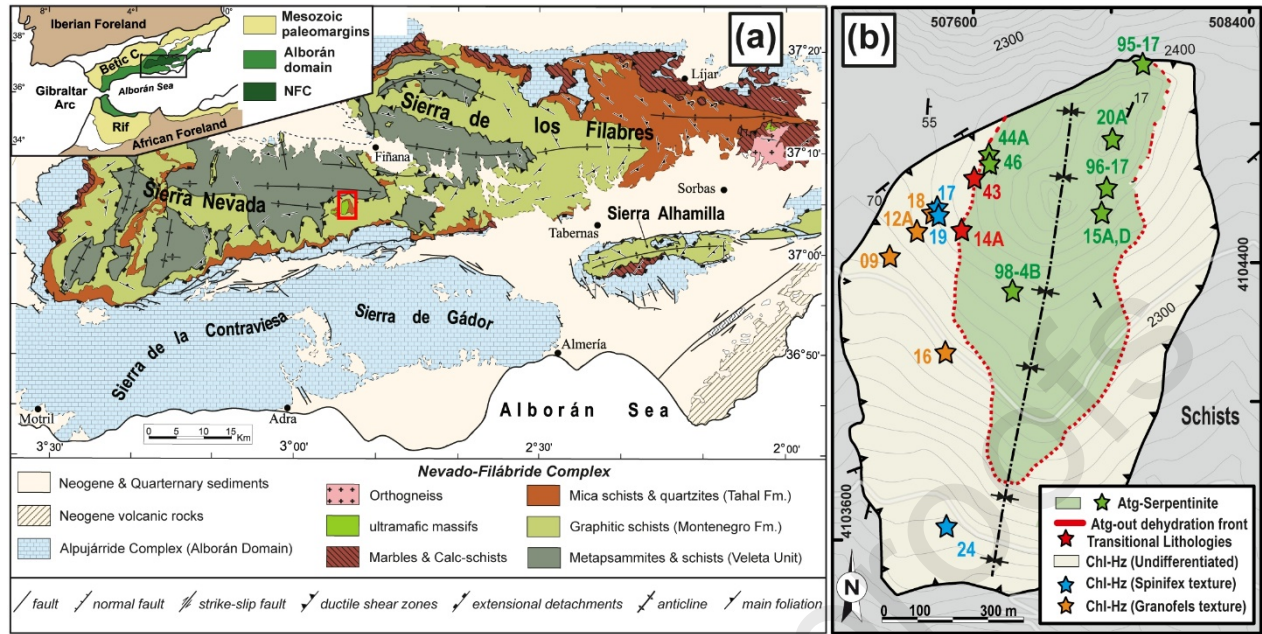 Iberian Foreland
8°
4°
0°
38°
36°
34°
Betic C.
Gibraltar
Arc
Alborán Sea
Rif
African Foreland
Mesozoic
paleomargins
Alborán
domain
NFC
(a)
37°20'
37°10'
37°00'
36°50'
Lijar
Sierra de los Filabres
Fiñana
Sierra Nevada
Sorbas
Sierra Alhamilla
Tabernas
Sierra de la Contraviesa
Sierra de Gádor
Almería
Motril
Adra
Alborán Sea
0 5 10 15
Km
3°30'
3°00'
2°30'
2°00'
Nevado-Filábride Complex
Neogene & Quaternary sediments
Neogene volcanic rocks
Alpujárride Complex (Alborán Domain)
Orthogneiss
ultramafic massifs
Marbles & Calc-schists
Mica schists & quartzites (Tahal Fm.)
Graphitic schists (Montenegro Fm.)
Metapsammites & schists (Veleta Unit)
fault
normal fault
strike-slip fault
ductile shear zones
extensional detachments
anticline
main foliation
(b)
507600
508400
2300
95-17
2400
17
55
20A
44A
46
96-17
43
70
18
17
12A
19
14A
15A,D
09
98-4B
4104400
2300
16
Schists
4103600
24
N
0 100 300 m
Atg-Serpentinite
Atg-out dehydration front
Transitional Lithologies
Chl-Hz (Undifferentiated)
Chl-Hz (Spinifex texture)
Chl-Hz (Granofels texture)